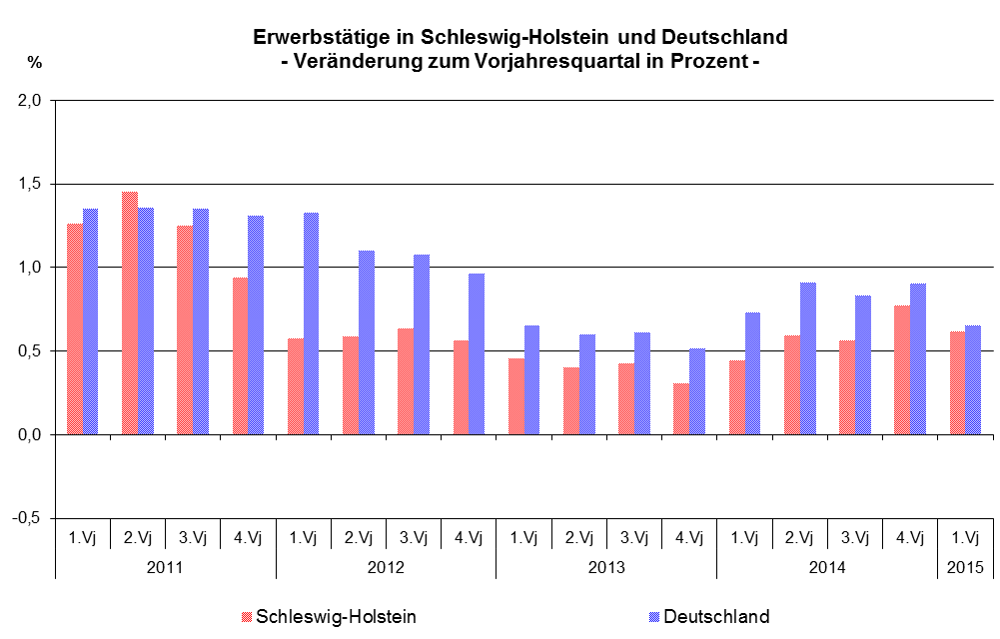 Erwerbstätige in Schleswig-Holstein und Deutschland
- Veränderung zum Vorjahresquartal in Prozent -
%
2,0
1,5
1,0
0,5
0,0
-0,5
1.Vj 2.Vj 3.Vj 4.Vj 1.Vj 2.Vj 3.Vj 4.Vj 1.Vj 2.Vj 3.Vj 4.Vj 1.Vj 2.Vj 3.Vj 4.Vj 1.Vj
2011 2012 2013 2014 2015
Schleswig-Holstein Deutschland